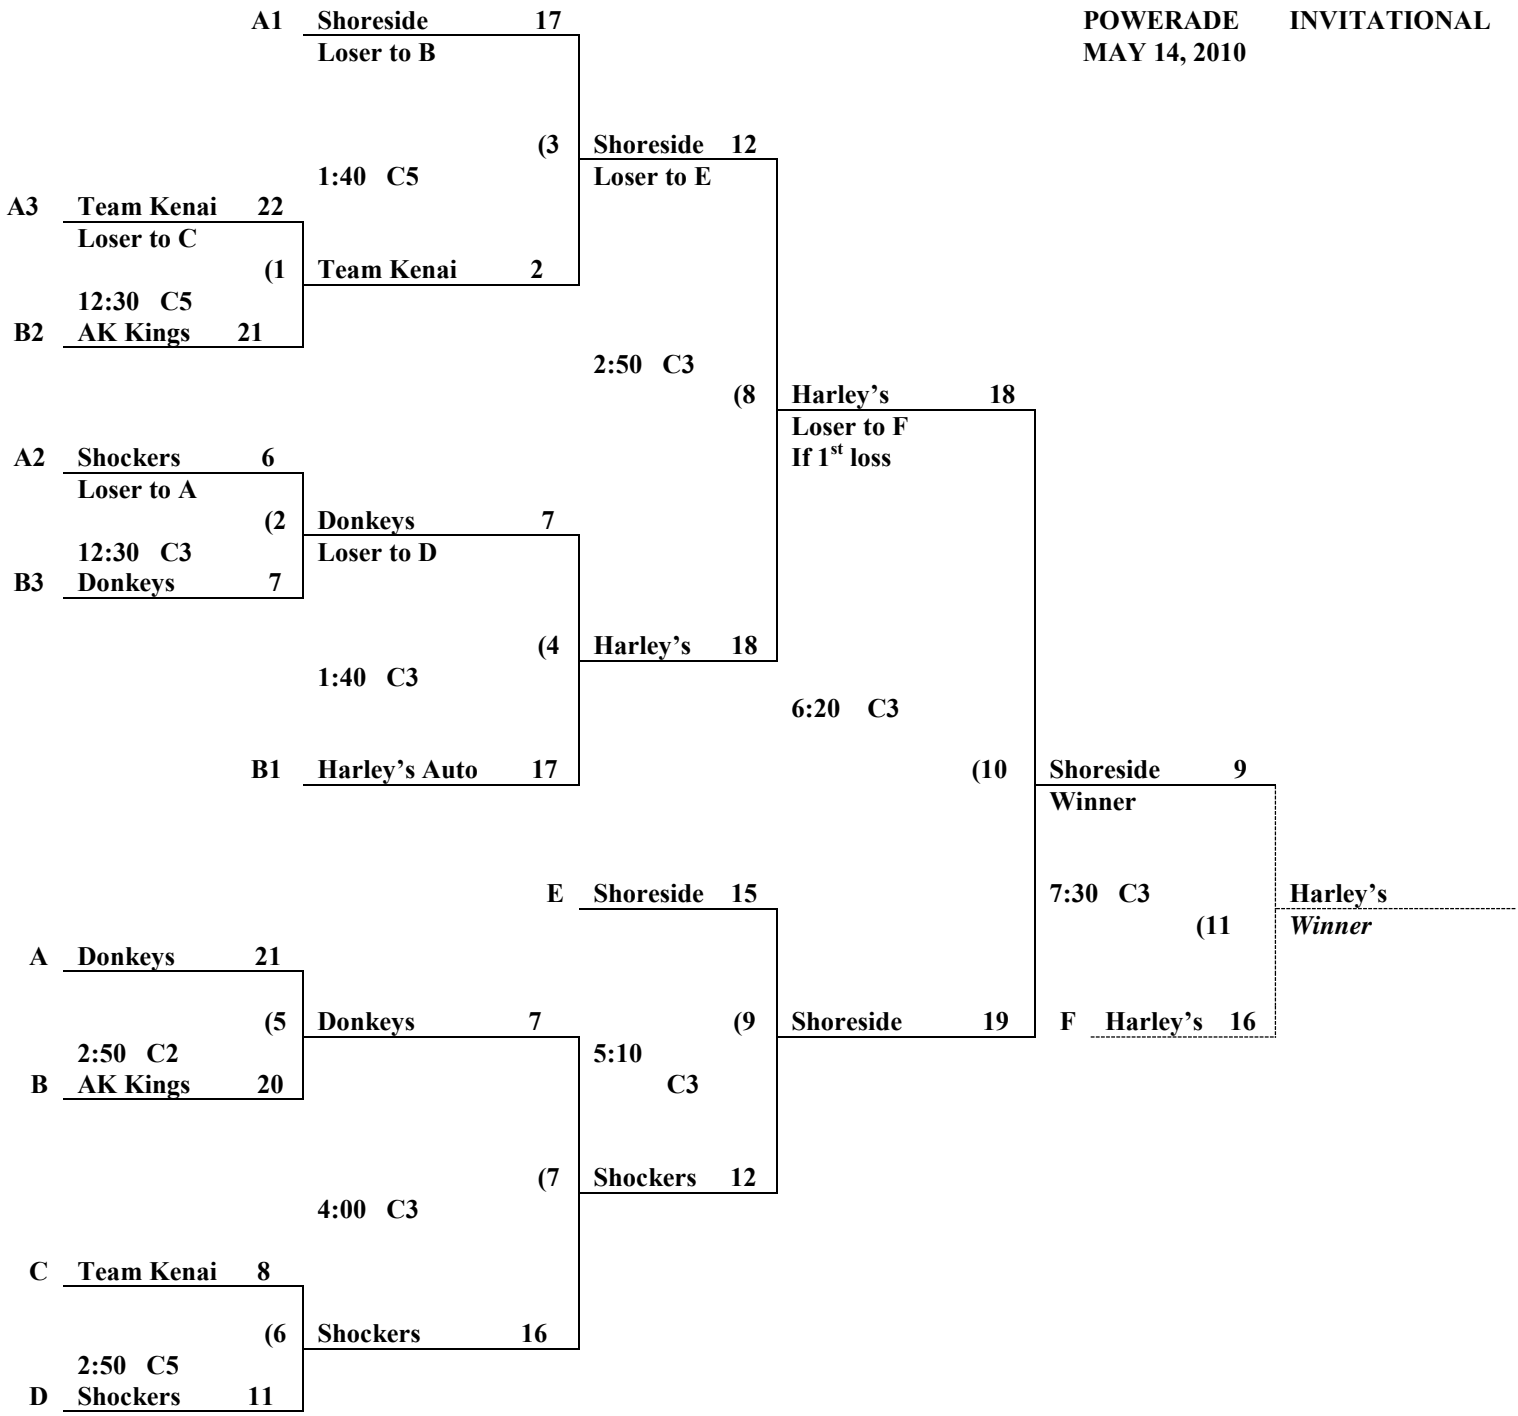 A1 Shoreside 17
POWERADE INVITATIONAL
Loser to B
MAY 14, 2010
(3 Shoreside 12
1:40 C5
Loser to E
A3 Team Kenai 22
Loser to C
(1 Team Kenai 2
12:30 C5
B2 AK Kings 21
2:50 C3
(8 Harley’s 18
Loser to F
If 1st loss
A2 Shockers 6
Loser to A
(2 Donkeys 7
12:30 C3
Loser to D
B3 Donkeys 7
(4 Harley’s 18
1:40 C3
6:20 C3
B1 Harley’s Auto 17
(10 Shoreside 9
Winner
E Shoreside 15
7:30 C3
Harley’s
(11 Winner
A Donkeys 21
(5 Donkeys 7
(9 Shoreside 19
F Harley’s 16
2:50 C2
5:10
B AK Kings 20
C3
(7 Shockers 12
4:00 C3
C Team Kenai 8
(6 Shockers 16
2:50 C5
D Shockers 11